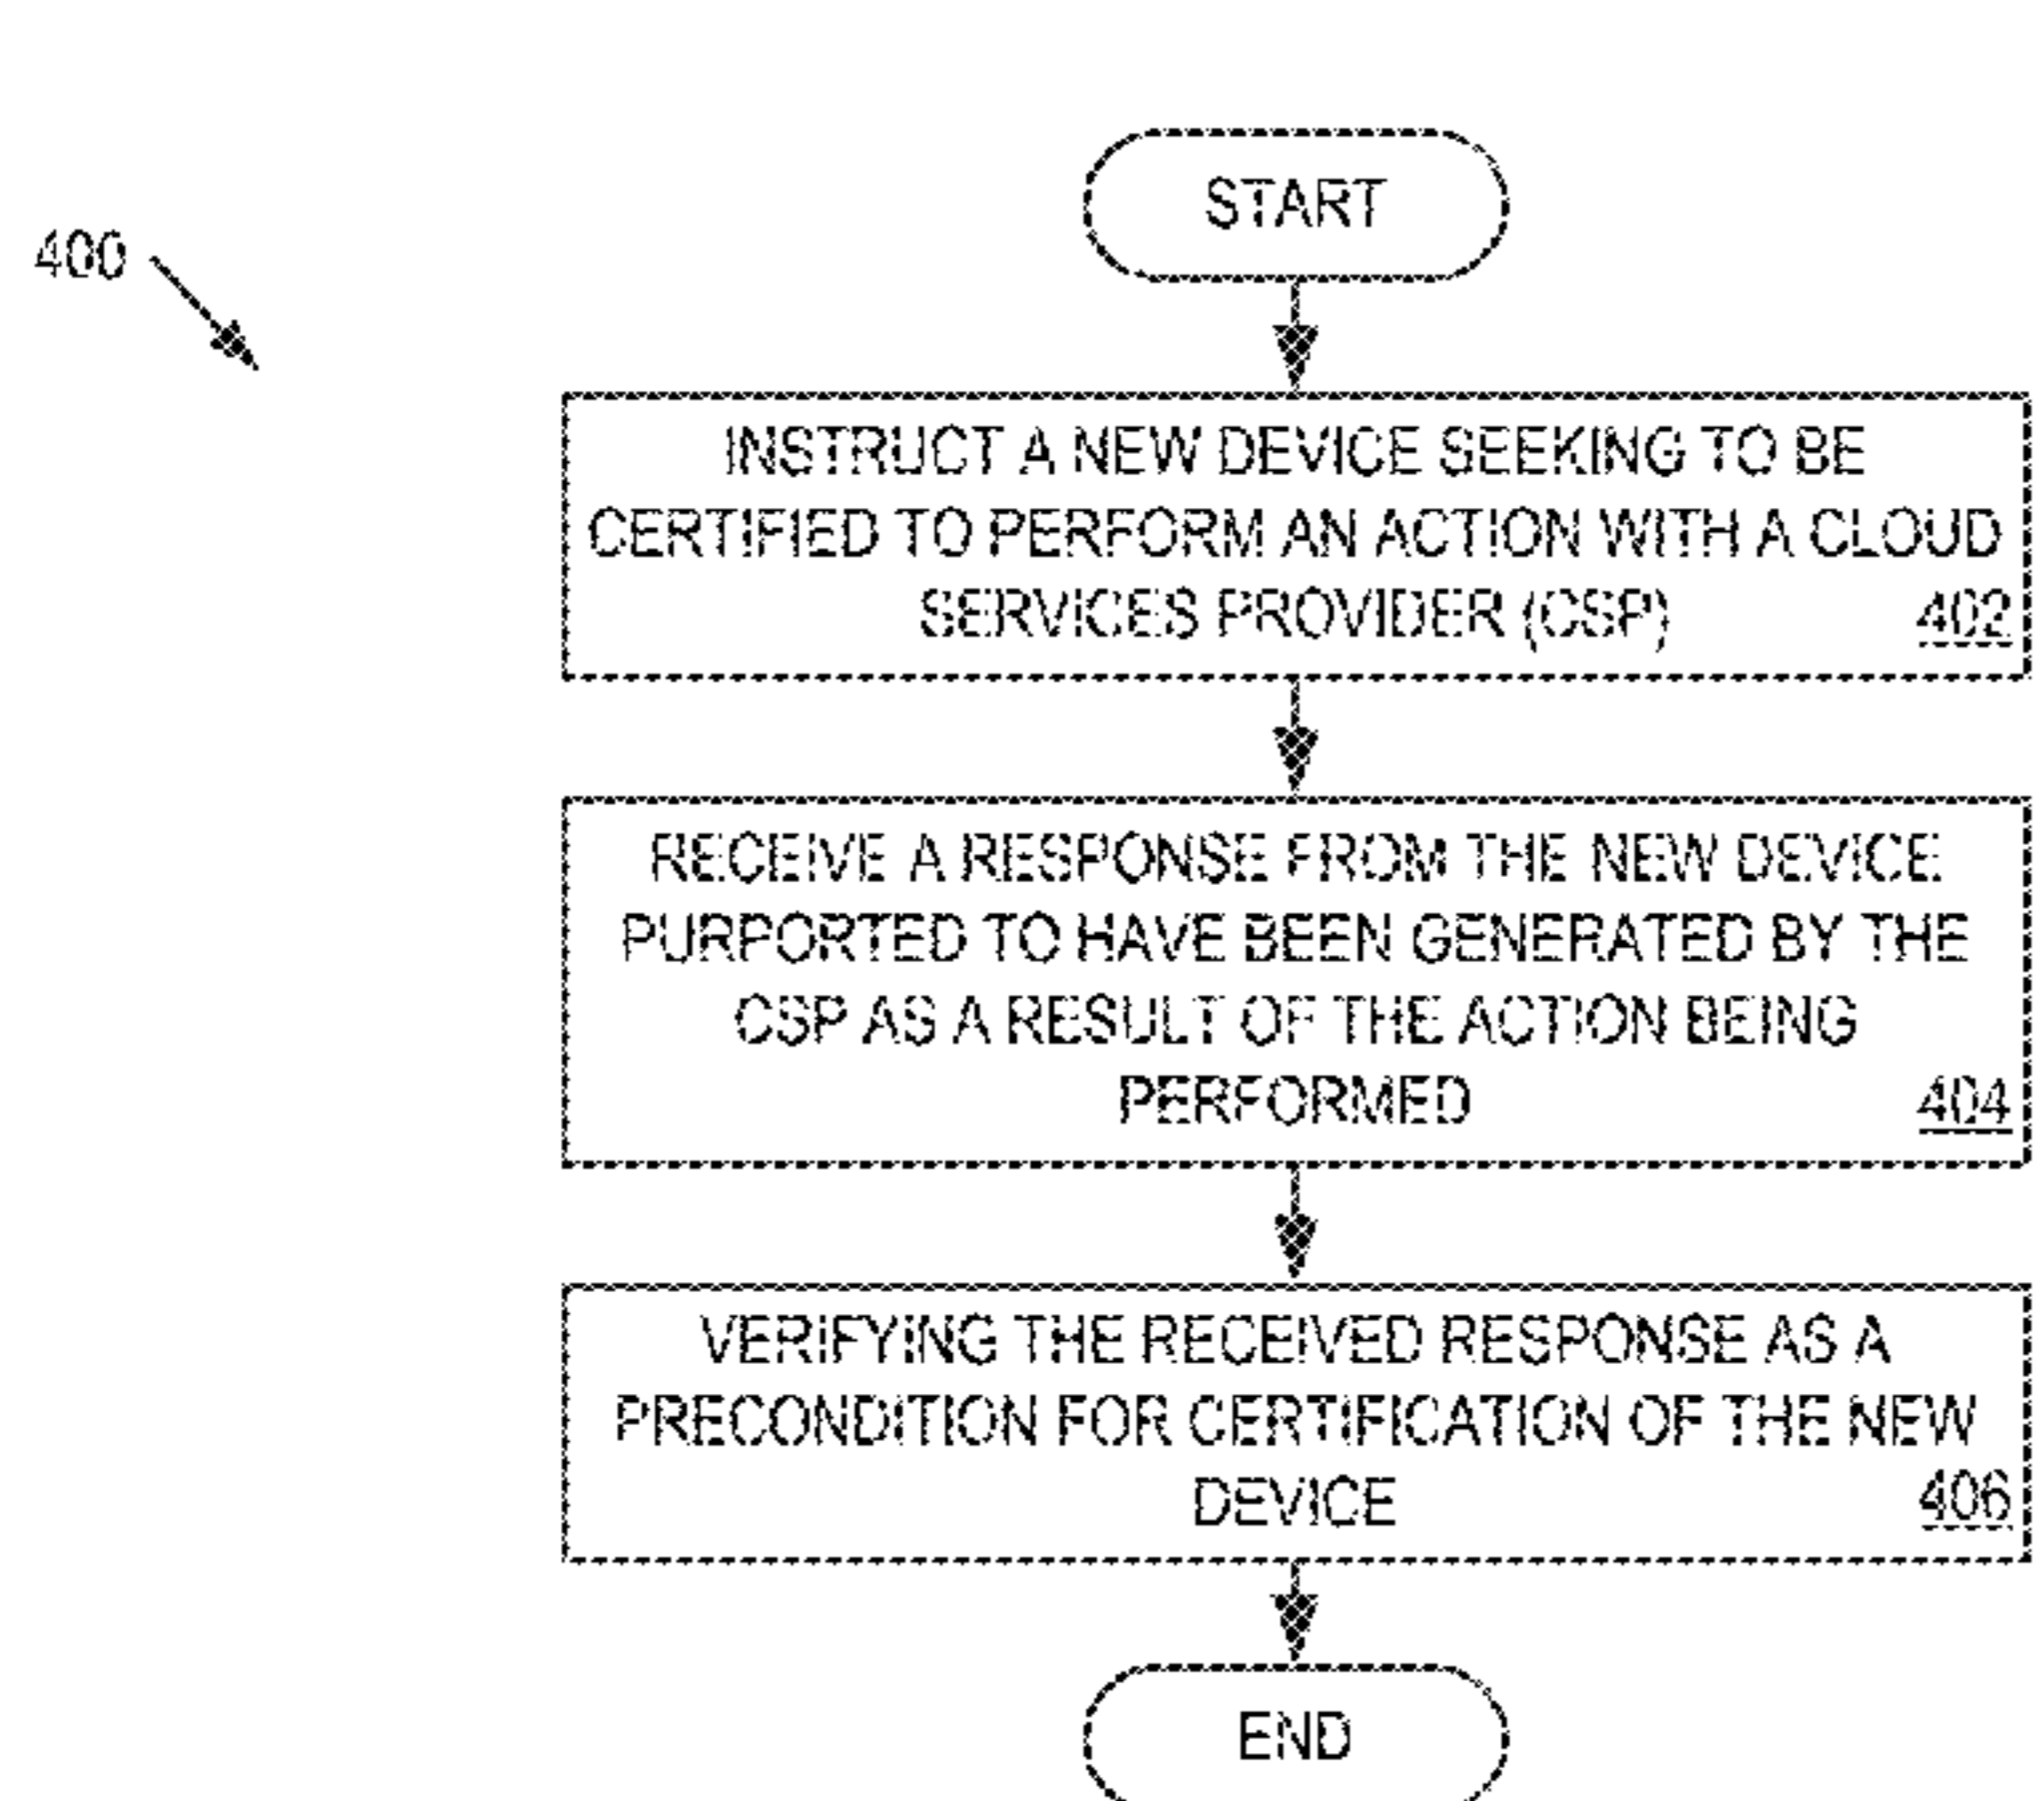 START
400
INSTRUCT A NEW DEVICE SEEKING TO BE
CERTIFIED TO PERFORM AN ACTION WITH A CLOUD
SERVICES PROVIDER (CSP) 402
RECEIVE A RESPONSE FROM THE NEW DEVICE
PURPORTED TO HAVE BEEN GENERATED BY THE
CSP AS A RESULT OF THE ACTION BEING
PERFORMED 404
VERIFYING THE RECEIVED RESPONSE AS A
PRECONDITION FOR CERTIFICATION OF THE NEW
DEVICE 406
END